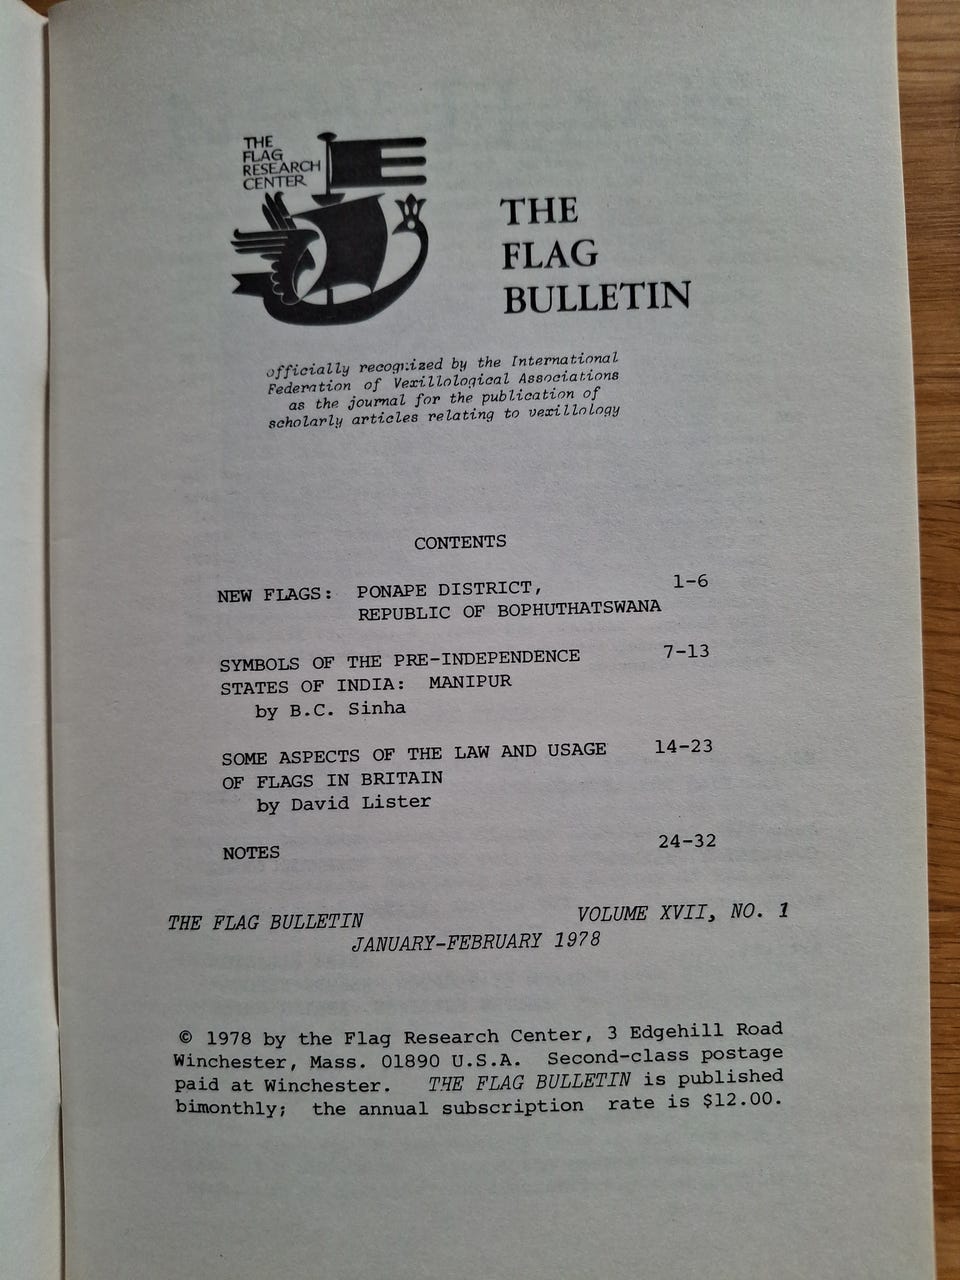 THE
FLAG
RESEARCH
CENTER
THE
FLAG
BULLETIN
officially recognized by the International
Federation of Vexillological Associations
as the journal for the publication of
scholarly articles relating to vexillology
CONTENTS
NEW FLAGS: PONAPE DISTRICT, 1-6
REPUBLIC OF BOPHUTHATSWANA
SYMBOLS OF THE PRE-INDEPENDENCE 7-13
STATES OF INDIA: MANIPUR
by B.C. Sinha
SOME ASPECTS OF THE LAW AND USAGE 14-23
OF FLAGS IN BRITAIN
by David Lister
NOTES 24-32
THE FLAG BULLETIN VOLUME XVII, NO. 1
JANUARY-FEBRUARY 1978
© 1978 by the Flag Research Center, 3 Edgehill Road
Winchester, Mass. 01890 U.S.A. Second-class postage
paid at Winchester. THE FLAG BULLETIN is published
bimonthly; the annual subscription rate is $12.00.